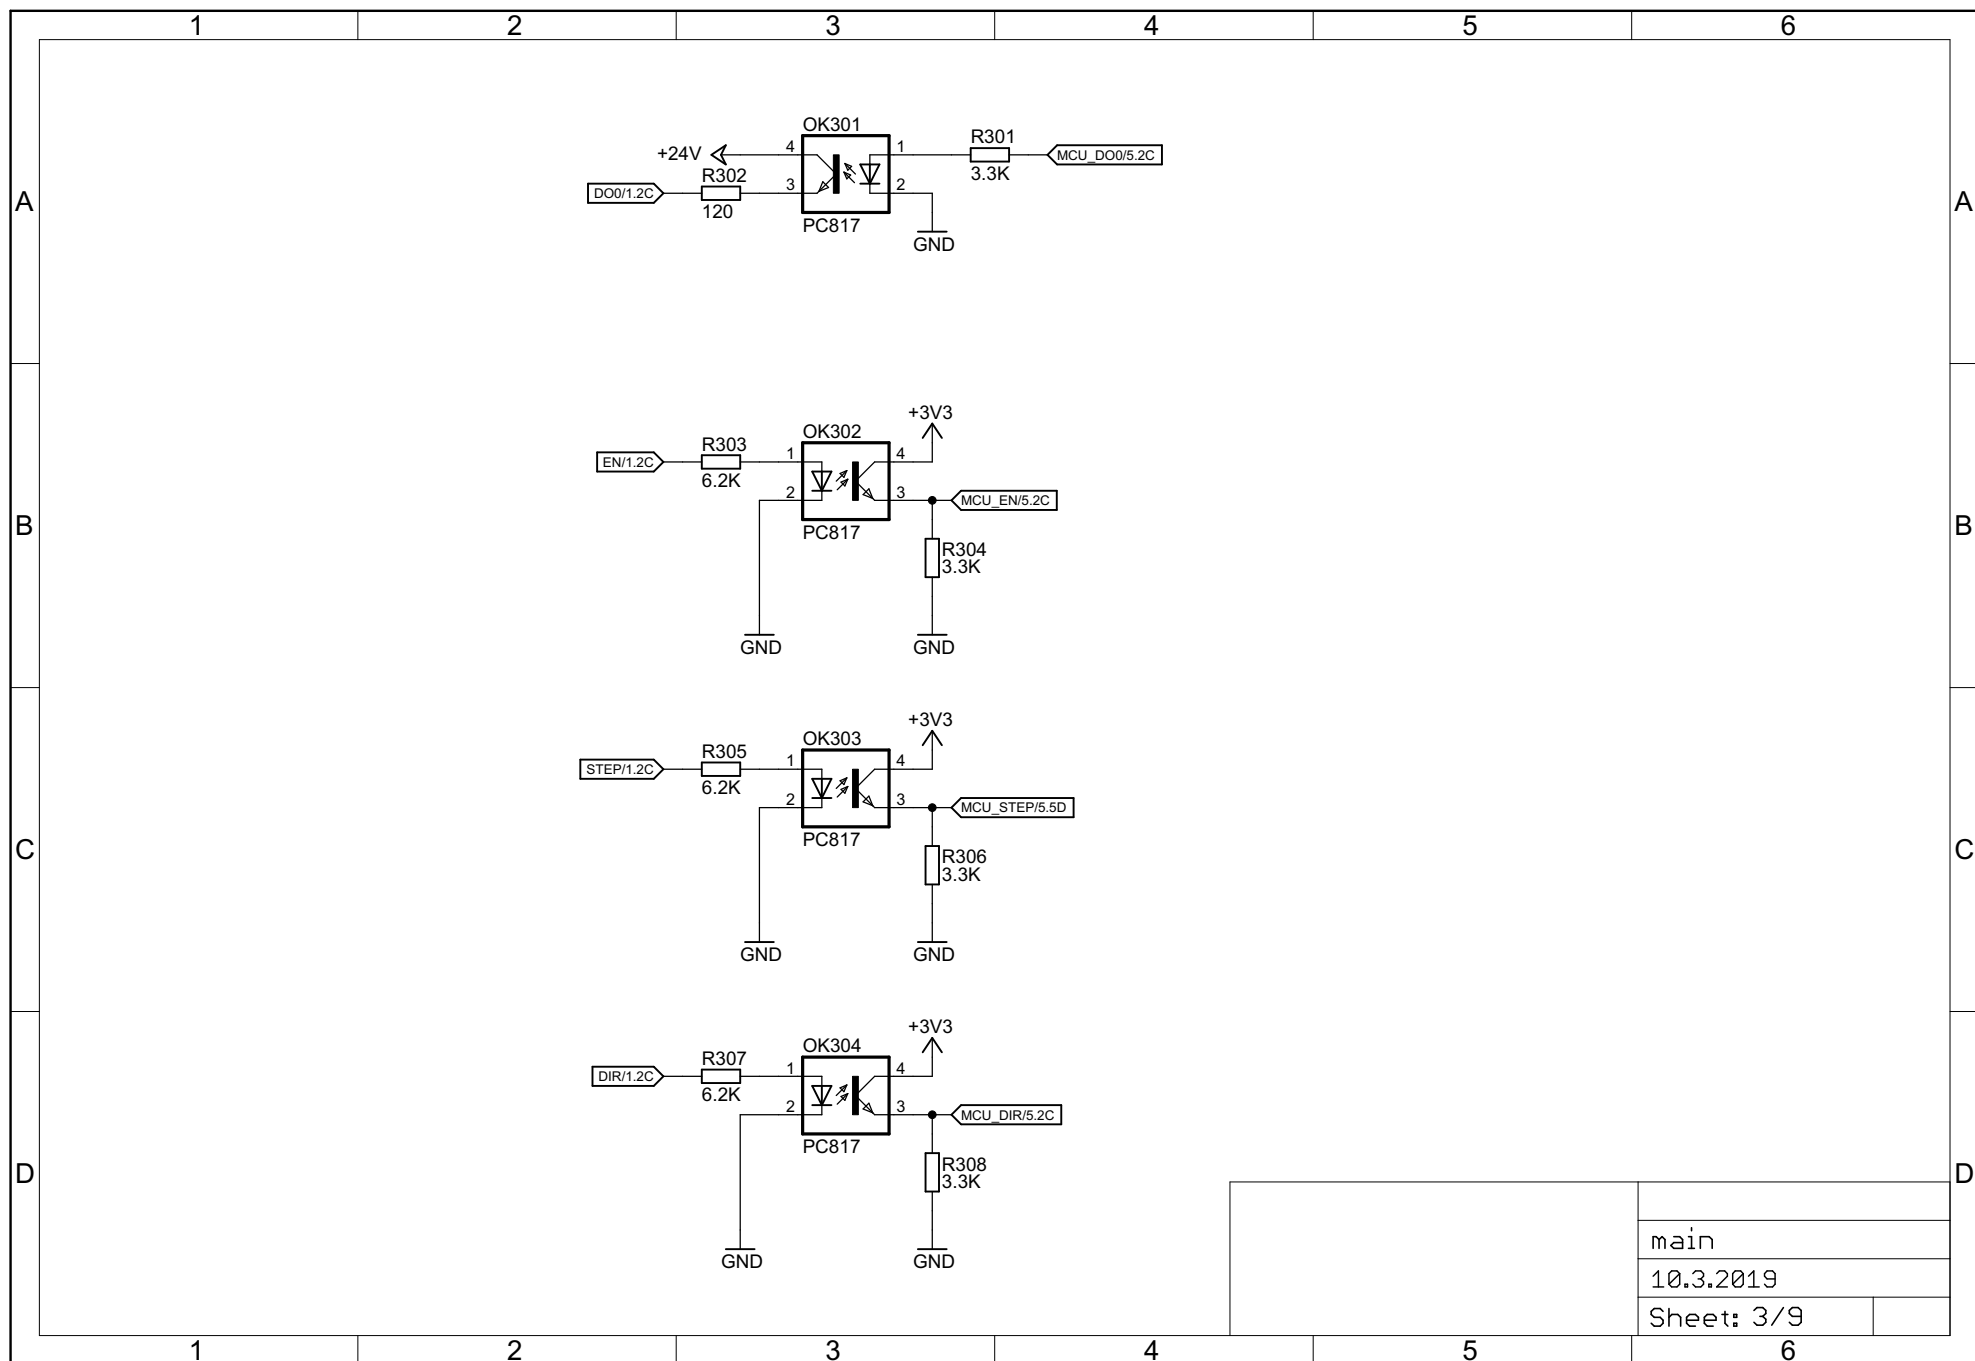 1 2 3 4 5 6
OK301
R301
+24V
4
1
MCU_DO0/5.2C
R302
3.3K
DO0/1.2C
3
2
120
A A
PC817
GND
+3V3
OK302
R303
1
4
EN/1.2C
6.2K
2
3
MCU_EN/5.2C
B B
PC817
R304
3.3K
GND
GND
+3V3
OK303
R305
1
4
STEP/1.2C
6.2K
2
3
MCU_STEP/5.5D
PC817
C C
R306
3.3K
GND
GND
+3V3
OK304
R307
1
4
DIR/1.2C
6.2K
2
3
MCU_DIR/5.2C
PC817
R308
D D
3.3K
GND
GND
main
10.3.2019
Sheet: 3/9
1 2 3 4 5 6